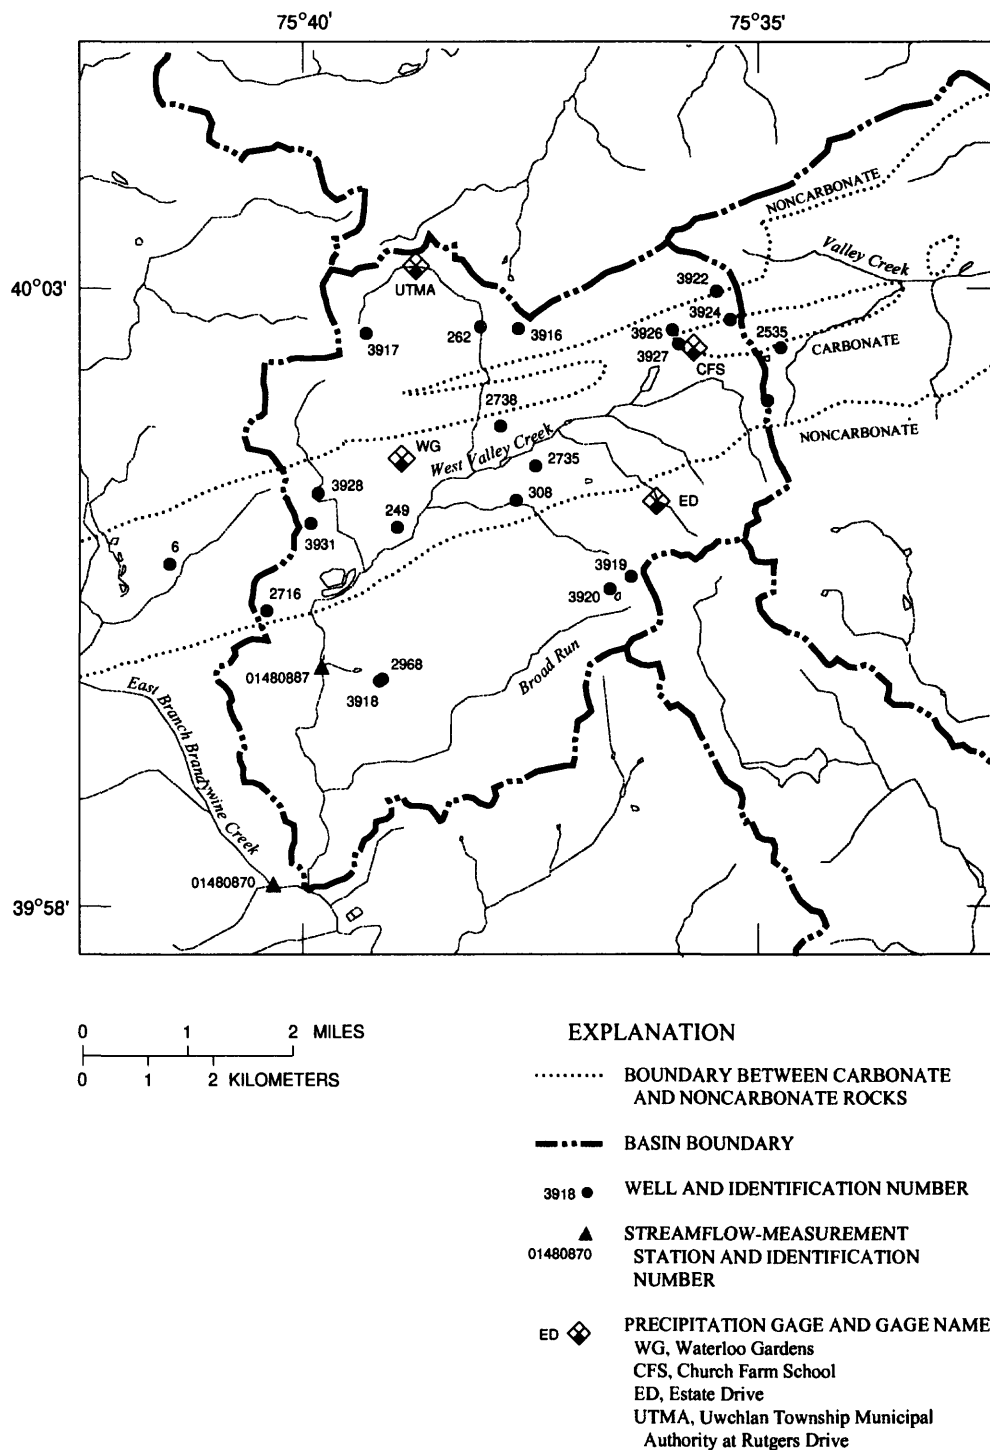 75°40'
75°35'
NONCARBONATE
Valley Creek
40°03'
UTMA
3922
3924
262
3916
3926
2535
3917
3927
CARBONATE
CFS
2738
NONCARBONATE
WG
West Valley Creek
2735
3928
308
ED
249
3931
6
3919
3920
2716
Broad Run
2968
01480887
3918
East Branch Brandywine Creek
01480870
39°58'
0 1 2 MILES
0 1 2 KILOMETERS
EXPLANATION
BOUNDARY BETWEEN CARBONATE
AND NONCARBONATE ROCKS
BASIN BOUNDARY
3918 WELL AND IDENTIFICATION NUMBER
STREAMFLOW-MEASUREMENT
01480870 STATION AND IDENTIFICATION
NUMBER
ED PRECIPITATION GAGE AND GAGE NAME
WG, Waterloo Gardens
CFS, Church Farm School
ED, Estate Drive
UTMA, Uwchlan Township Municipal
Authority at Rutgers Drive